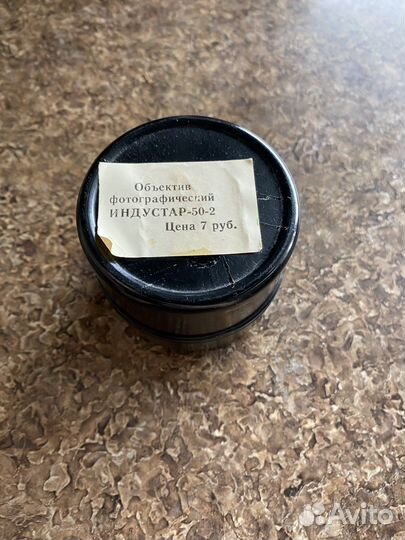 Объектив
фотографический
ИНДУСТАР-50-2
Цена 7 руб.
Avito